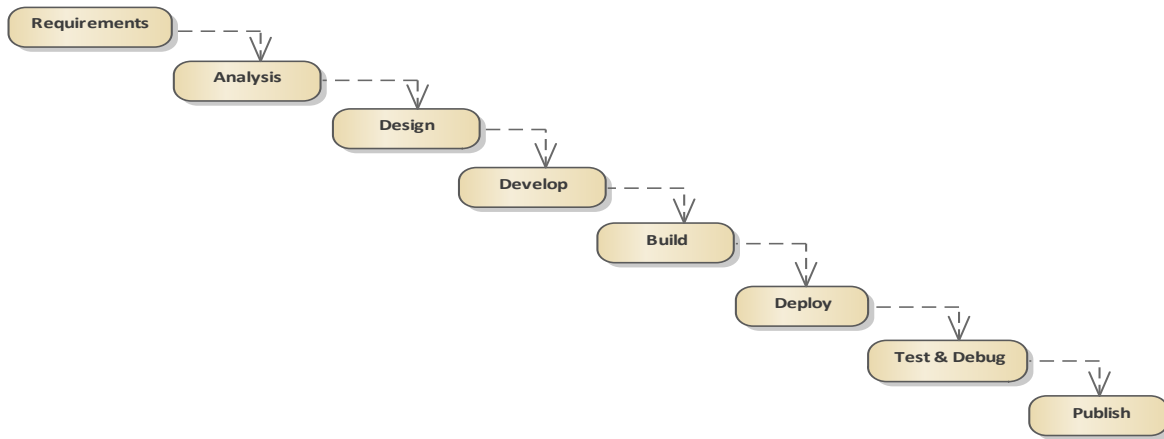 Requirements
Analysis
Design
Develop
Build
Deploy
Test & Debug
Publish